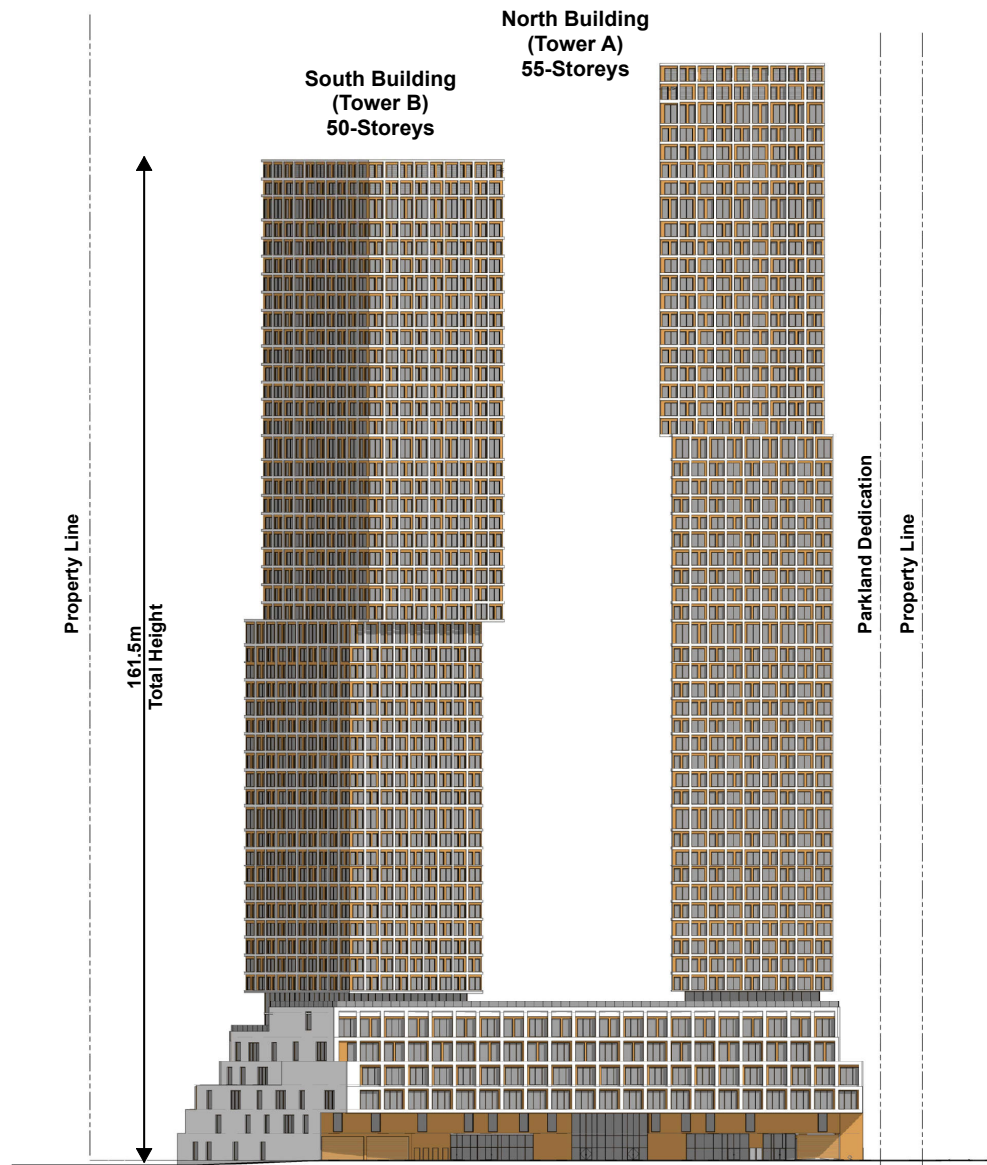 North Building
(Tower A)
55-Storeys
South Building
(Tower B)
50-Storeys
Property Line
161.5m
Total Height
Parkland Dedication
Property Line